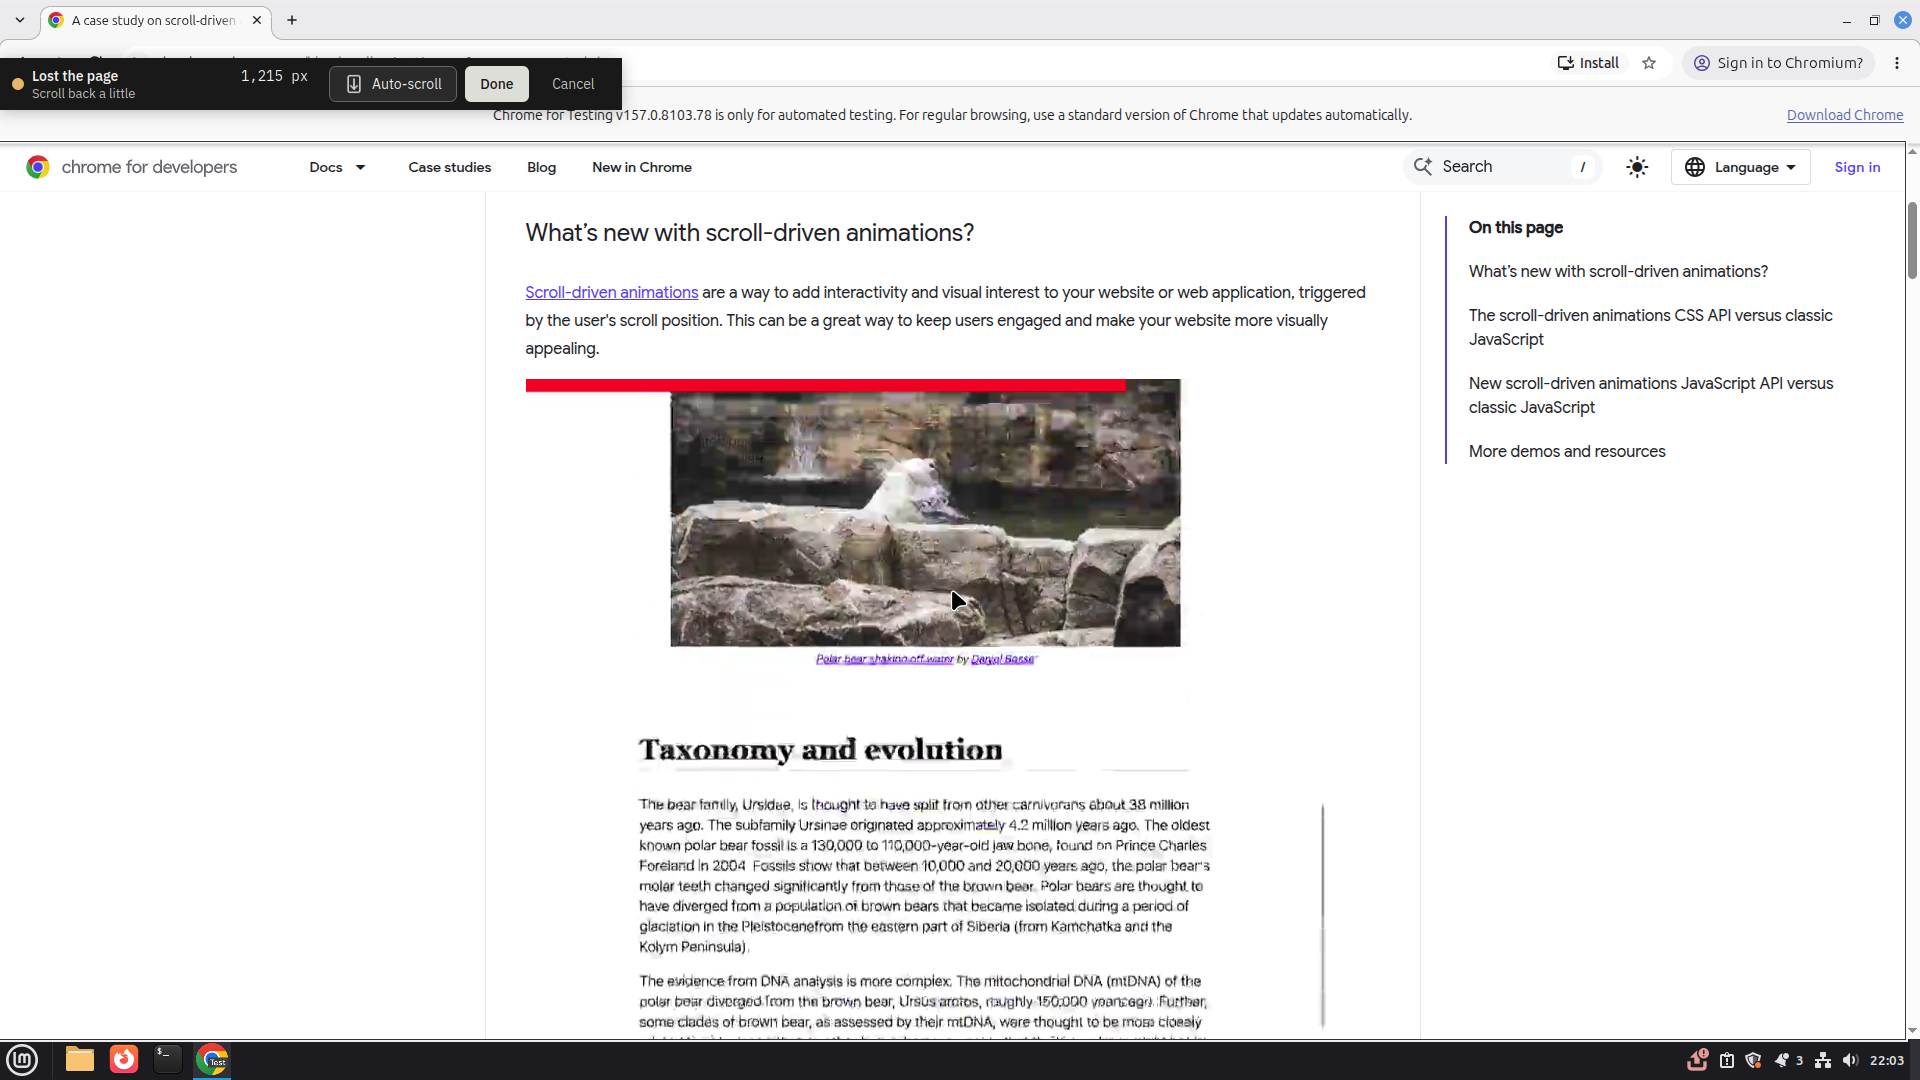 A case study on scroll-driven
Lost the page
Scroll back a little
1,215 px
Auto-scroll
Done
Cancel
Install
Sign in to Chromium?
Chrome for Testing v157.0.8103.78 is only for automated testing. For regular browsing, use a standard version of Chrome that updates automatically.
Download Chrome
chrome for developers
Docs
Case studies
Blog
New in Chrome
Search
/
Language
Sign in
What's new with scroll-driven animations?
Scroll-driven animations are a way to add interactivity and visual interest to your website or web application, triggered
by the user's scroll position. This can be a great way to keep users engaged and make your website more visually
appealing.
Polar bear shaking off water by
Taxonomy and evolution
The bear family, Ursidae, is thought to have split from other carnivorans about 38 million
years ago. The subfamily Ursinae originated approximately 4.2 million years ago. The oldest
known polar bear fossil is a 130,000 to 110,000-year-old jaw bone, found on Prince Charles
Foreland in 2004. Fossils show that between 10,000 and 20,000 years ago, the polar bear's
molar teeth changed significantly from those of the brown bear. Polar bears are thought to
have diverged from a population of brown bears that became isolated during a period of
glaciation in the Pleistocenefrom the eastern part of Siberia (from Kamchatka and the
Kolym Peninsula).
The evidence from DNA analysis is more complex. The mitochondrial DNA (mtDNA) of the
polar bear diverged from the brown bear, Ursus arctos, roughly 150,000 years ago. Further,
some clades of brown bear, as assessed by their mtDNA, were thought to be more closely
On this page
What's new with scroll-driven animations?
The scroll-driven animations CSS API versus classic
JavaScript
New scroll-driven animations JavaScript API versus
classic JavaScript
More demos and resources
Test
3
22:03